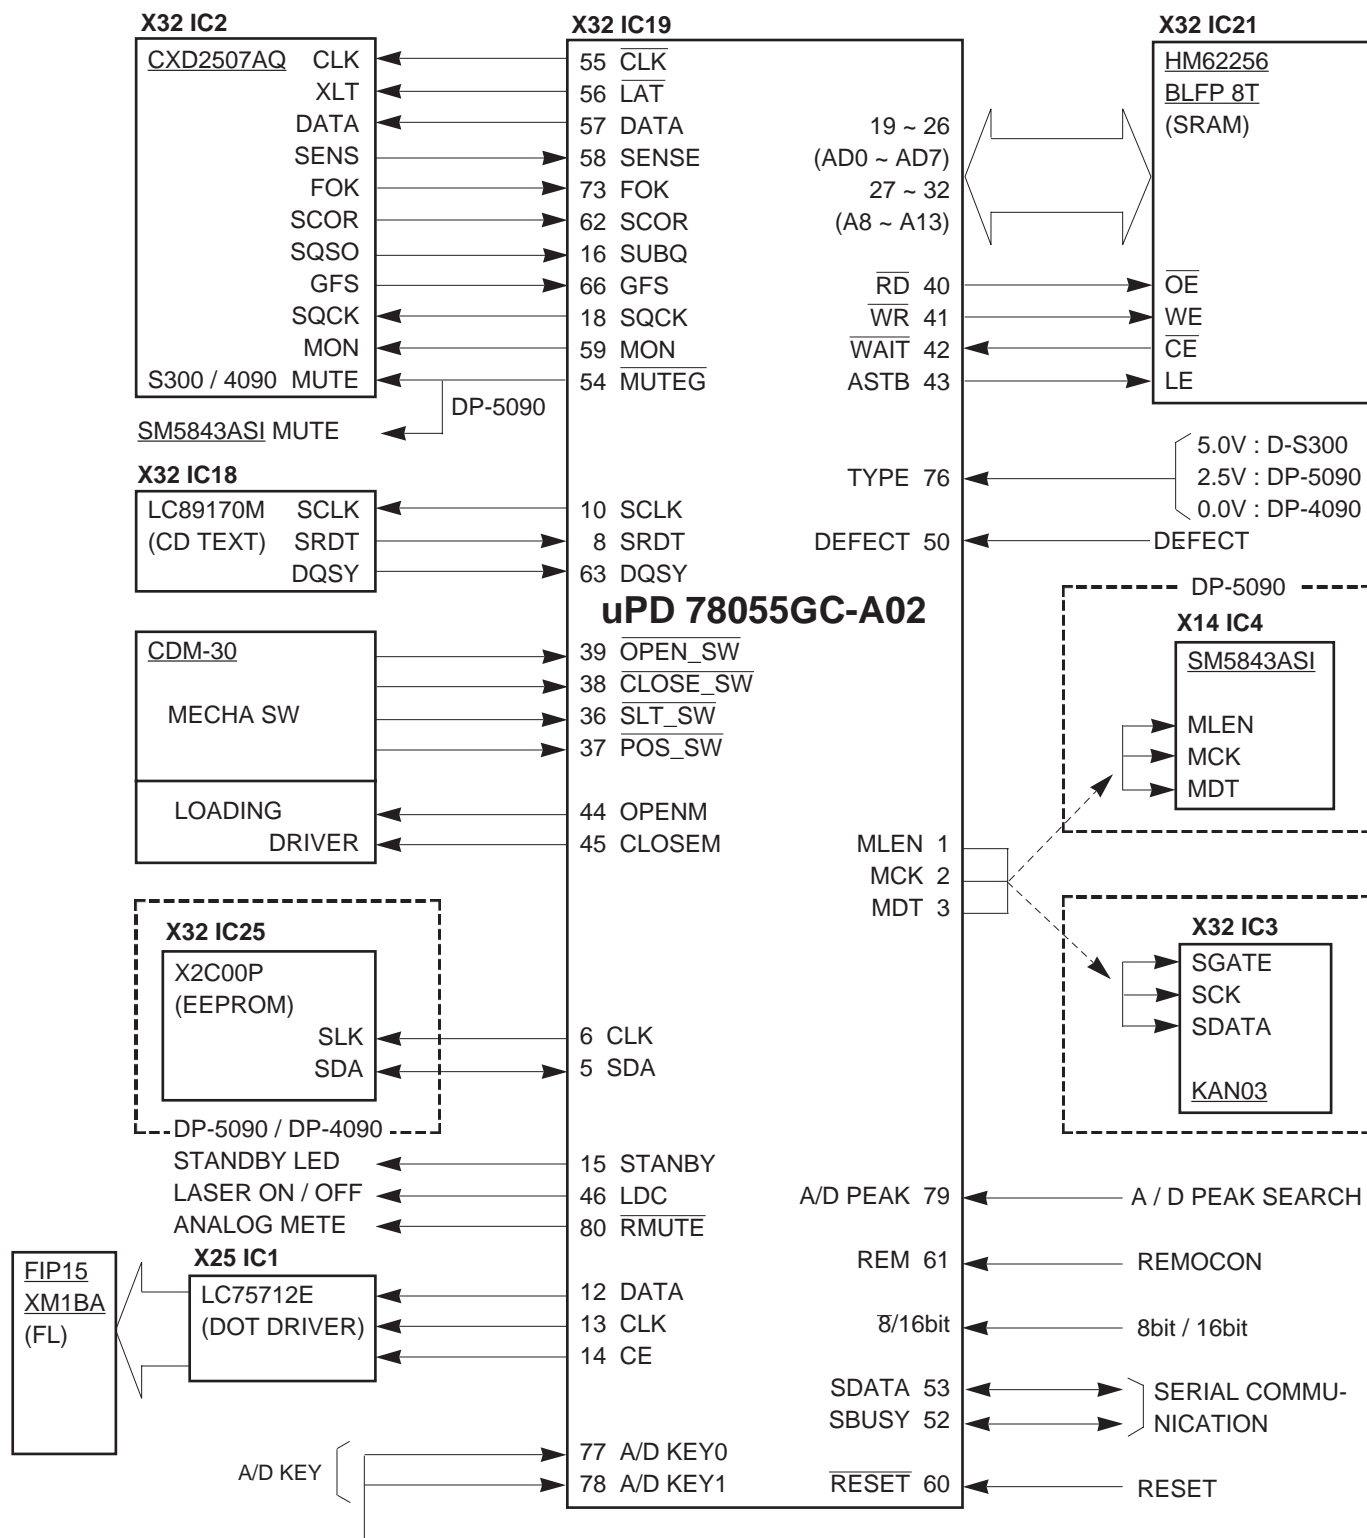 X32 IC2
CXD2507AQ CLK
XLT
DATA
SENS
FOK
SCOR
SQSO
GFS
SQCK
MON
S300 / 4090 MUTE
DP-5090
SM5843ASI MUTE
X32 IC18
LC89170M SCLK
(CD TEXT) SRDT
DQSY
CDM-30
MECHA SW
LOADING
DRIVER
X32 IC25
X2C00P
(EEPROM)
SLK
SDA
DP-5090 / DP-4090
STANDBY LED
LASER ON / OFF
ANALOG METE
X25 IC1
LC75712E
(DOT DRIVER)
FIP15
XM1BA
(FL)
A/D KEY
X32 IC19
55 CLK
56 LAT
57 DATA
58 SENSE
73 FOK
62 SCOR
16 SUBQ
66 GFS
18 SQCK
59 MON
54 MUTEG
10 SCLK
8 SRDT
63 DQSY
uPD 78055GC-A02
39 OPEN_SW
38 CLOSE_SW
36 SLT_SW
37 POS_SW
44 OPENM
45 CLOSEM
6 CLK
5 SDA
15 STANBY
46 LDC
80 RMUTE
12 DATA
13 CLK
14 CE
77 A/D KEY0
78 A/D KEY1
19 ~ 26
(AD0 ~ AD7)
27 ~ 32
(A8 ~ A13)
RD 40
WR 41
WAIT 42
ASTB 43
TYPE 76
DEFECT 50
MLEN 1
MCK 2
MDT 3
A/D PEAK 79
REM 61
8/16bit
SDATA 53
SBUSY 52
RESET 60
X32 IC21
HM62256
BLFP 8T
(SRAM)
OE
WE
CE
LE
5.0V : D-S300
2.5V : DP-5090
0.0V : DP-4090
DEFECT
DP-5090
X14 IC4
SM5843ASI
MLEN
MCK
MDT
X32 IC3
SGATE
SCK
SDATA
KAN03
A / D PEAK SEARCH
REMOCON
8bit / 16bit
SERIAL COMMU-
NICATION
RESET